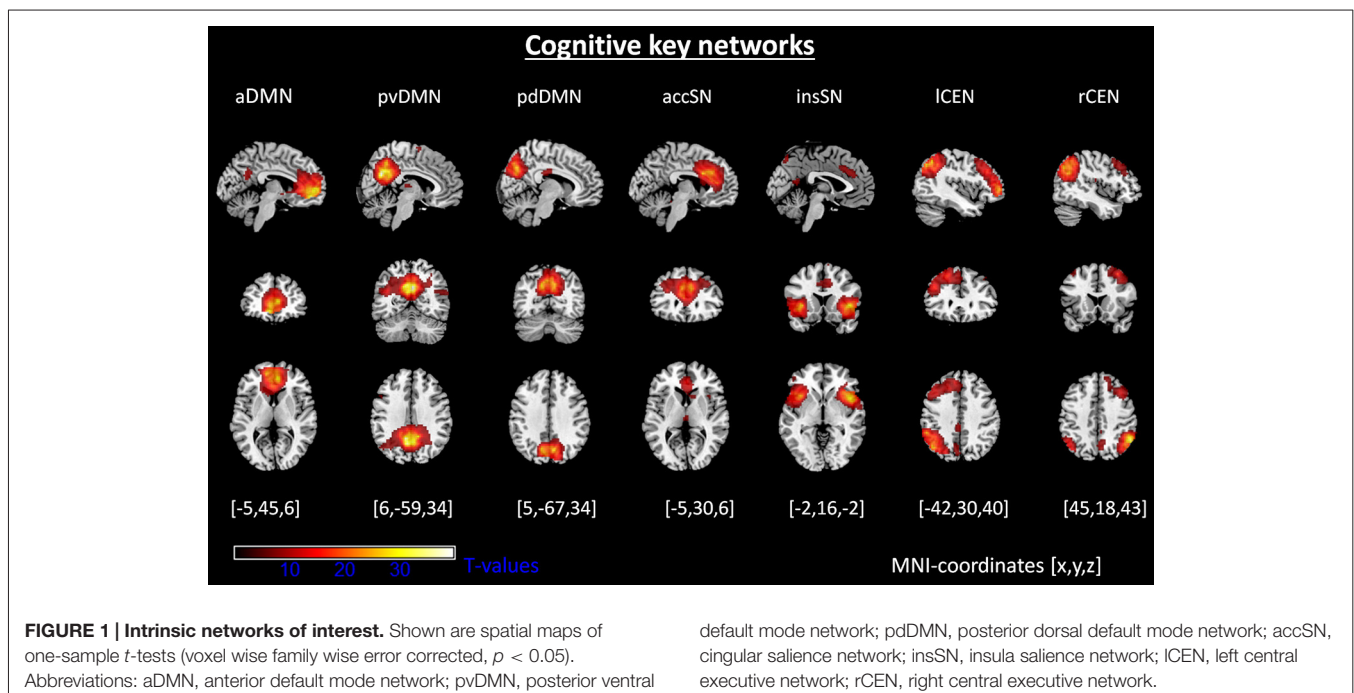 Cognitive key networks
aDMN pvDMN pdDMN accSN insSN lCEN rCEN
[-5,45,6] [6,-59,34] [5,-67,34] [-5,30,6] [-2,16,-2] [-42,30,40] [45,18,43]
10 20 30 T-values MNI-coordinates [x,y,z]
FIGURE 1 | Intrinsic networks of interest. Shown are spatial maps of
one-sample t-tests (voxel wise family wise error corrected, p < 0.05).
Abbreviations: aDMN, anterior default mode network; pvDMN, posterior ventral
default mode network; pdDMN, posterior dorsal default mode network; accSN,
cingular salience network; insSN, insula salience network; lCEN, left central
executive network; rCEN, right central executive network.